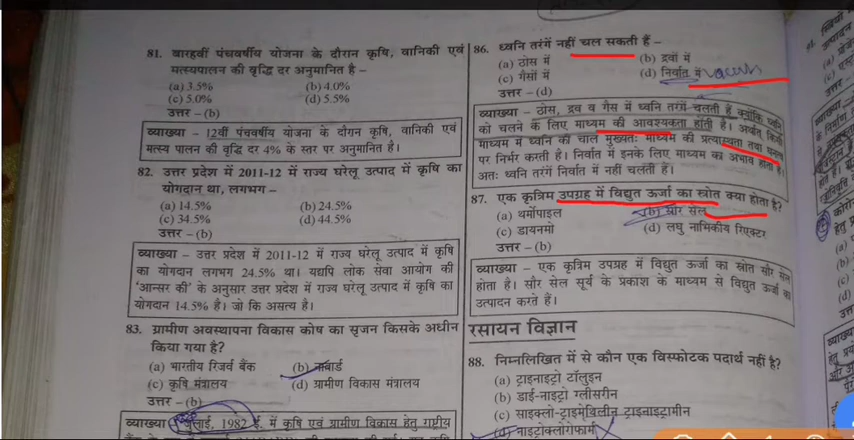 81. बारहवीं पंचवर्षीय योजना के दौरान कृषि, वानिकी एवं
मत्स्यपालन की वृद्धि दर अनुमानित है –
(a) 3.5% (b) 4.0%
(c) 5.0% (d) 5.5%
उत्तर – (b)
व्याख्या – 12वीं पंचवर्षीय योजना के दौरान कृषि, वानिकी एवं
मत्स्य पालन की वृद्धि दर 4% के स्तर पर अनुमानित है।
82. उत्तर प्रदेश में 2011-12 में राज्य घरेलू उत्पाद में कृषि का
योगदान था, लगभग –
(a) 14.5% (b) 24.5%
(c) 34.5% (d) 44.5%
उत्तर – (b)
व्याख्या – उत्तर प्रदेश में 2011-12 में राज्य घरेलू उत्पाद में कृषि
का योगदान लगभग 24.5% था। यद्यपि लोक सेवा आयोग की
'आन्सर की' के अनुसार उत्तर प्रदेश में राज्य घरेलू उत्पाद में कृषि का
योगदान 14.5% है। जो कि असत्य है।
83. ग्रामीण अवस्थापना विकास कोष का सृजन किसके अधीन
किया गया है?
(a) भारतीय रिजर्व बैंक (b) नाबार्ड
(c) कृषि मंत्रालय (d) ग्रामीण विकास मंत्रालय
उत्तर – (b)
व्याख्या जुलाई, 1982 ई. में कृषि एवं ग्रामीण विकास हेतु राष्ट्रीय
86. ध्वनि तरंगें नहीं चल सकती हैं –
(a) ठोस में (b) द्रवों में
(c) गैसों में (d) निर्वात में
उत्तर – (d)
व्याख्या – ठोस, द्रव व गैस में ध्वनि तरंगें चलती हैं क्योंकि ध्वनि
को चलने के लिए माध्यम की आवश्यकता होती है। अर्थात् किसी
माध्यम में ध्वनि की चाल मुख्यतः माध्यम की प्रत्यास्थता तथा घनत्व
पर निर्भर करती है। निर्वात में इनके लिए माध्यम का अभाव होता है।
अतः ध्वनि तरंगें निर्वात में नहीं चलती हैं।
87. एक कृत्रिम उपग्रह में विद्युत ऊर्जा का स्रोत क्या होता है?
(a) थर्मोपाइल (b) सौर सेल
(c) डायनमो (d) लघु नाभिकीय रिएक्टर
उत्तर – (b)
व्याख्या – एक कृत्रिम उपग्रह में विद्युत ऊर्जा का स्रोत सौर सेल
होता है। सौर सेल सूर्य के प्रकाश के माध्यम से विद्युत ऊर्जा का
उत्पादन करते हैं।
रसायन विज्ञान
88. निम्नलिखित में से कौन एक विस्फोटक पदार्थ नहीं है?
(a) ट्राइनाइट्रो टॉलुइन
(b) डाई-नाइट्रो ग्लीसरीन
(c) साइक्लो-ट्राइमेथिलीन ट्राइनाइट्रामीन
(d) नाइट्रोक्लोरोफार्म